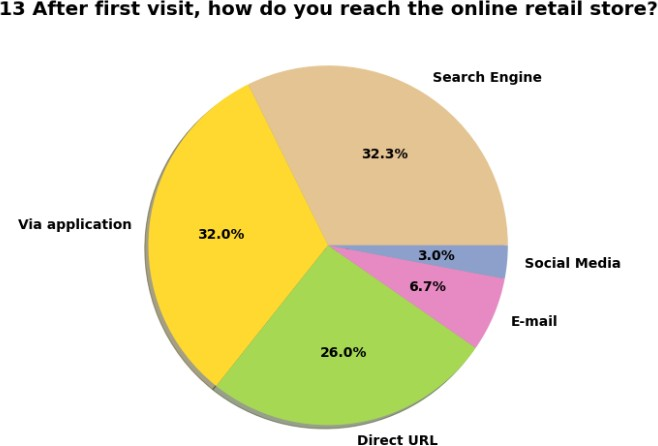 13 After first visit, how do you reach the online retail store?
Search Engine
32.3%
Via application
32.0%
3.0%
Social Media
6.7%
E-mail
26.0%
Direct URL